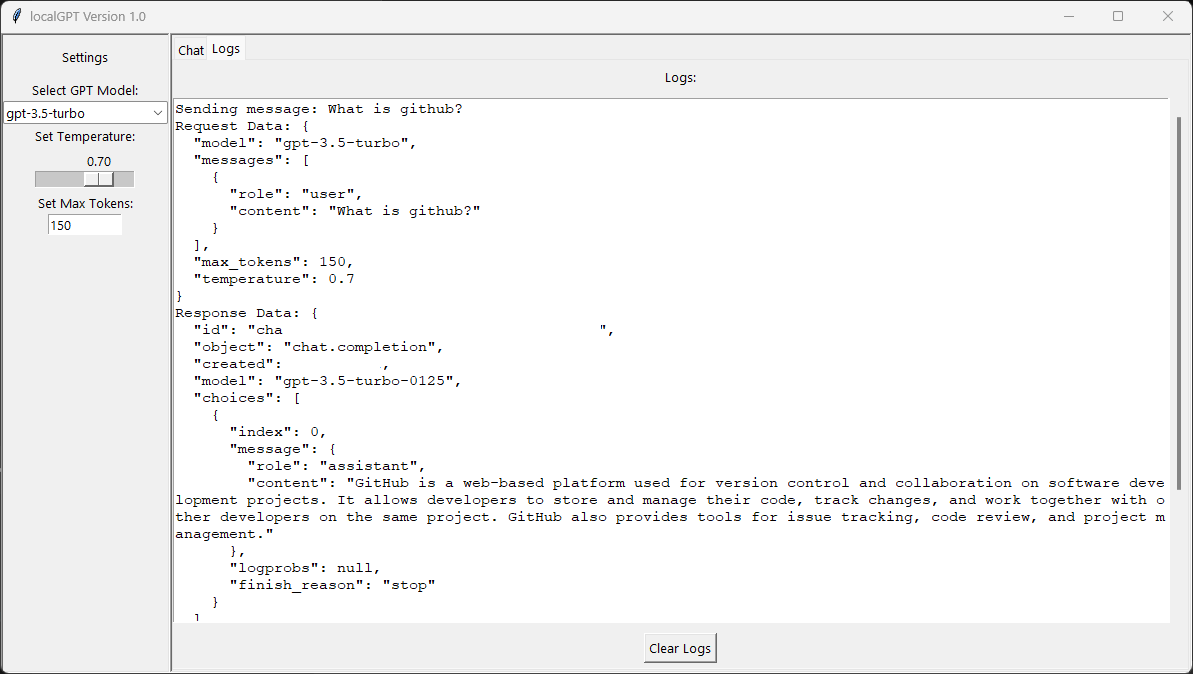 localGPT Version 1.0
Settings
Select GPT Model:
gpt-3.5-turbo
Set Temperature:
0.70
Set Max Tokens:
150
Chat Logs
Logs:
Sending message: What is github?
Request Data: {
  "model": "gpt-3.5-turbo",
  "messages": [
    {
      "role": "user",
      "content": "What is github?"
    }
  ],
  "max_tokens": 150,
  "temperature": 0.7
}
Response Data: {
  "id": "cha                                   ",
  "object": "chat.completion",
  "created":           ,
  "model": "gpt-3.5-turbo-0125",
  "choices": [
    {
      "index": 0,
      "message": {
        "role": "assistant",
        "content": "GitHub is a web-based platform used for version control and collaboration on software deve
lopment projects. It allows developers to store and manage their code, track changes, and work together with o
ther developers on the same project. GitHub also provides tools for issue tracking, code review, and project m
anagement."
      },
      "logprobs": null,
      "finish_reason": "stop"
    }
  ]
Clear Logs